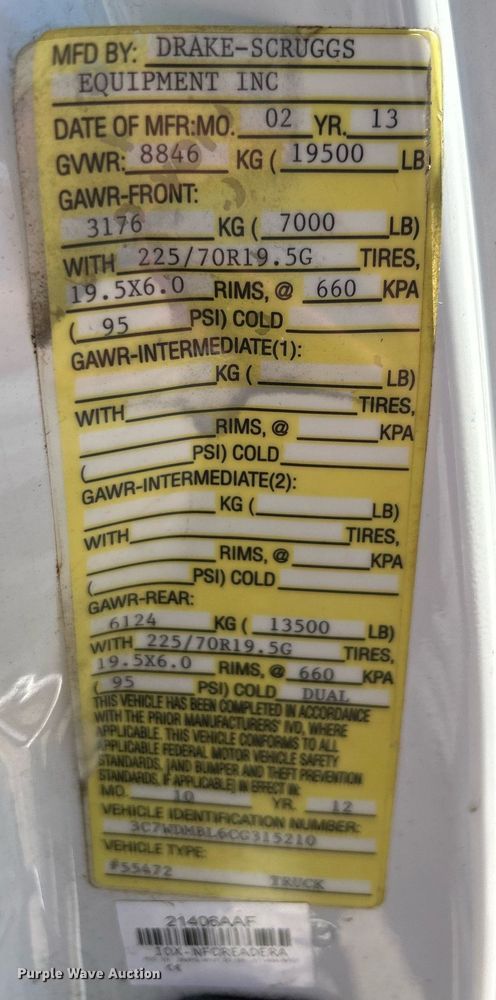 MFD BY: DRAKE-SCRUGGS
EQUIPMENT INC
DATE OF MFR:MO. 02 YR. 13
GVWR: 8846 KG ( 19500 LB
GAWR-FRONT:
3176 KG ( 7000 LB)
WITH 225/70R19.5G TIRES,
19.5X6.0 RIMS, @ 660 KPA
( 95 PSI) COLD
GAWR-INTERMEDIATE(1):
KG ( LB)
WITH TIRES,
RIMS, @ KPA
( PSI) COLD
GAWR-INTERMEDIATE(2):
KG ( LB)
WITH TIRES,
RIMS, @ KPA
( PSI) COLD
GAWR-REAR:
6124 KG ( 13500 LB)
WITH 225/70R19.5G TIRES,
19.5X6.0 RIMS, @ 660 KPA
( 95 PSI) COLD DUAL
THIS VEHICLE HAS BEEN COMPLETED IN ACCORDANCE
WITH THE PRIOR MANUFACTURERS' IVD, WHERE
APPLICABLE. THIS VEHICLE CONFORMS TO ALL
APPLICABLE FEDERAL MOTOR VEHICLE SAFETY
STANDARDS, [AND BUMPER AND THEFT PREVENTION
STANDARDS, IF APPLICABLE] IN EFFECT IN:
MO. 10 YR. 12
VEHICLE IDENTIFICATION NUMBER:
3C7WDMBL6CG315210
VEHICLE TYPE:
#55472 TRUCK
21406AAF
Purple Wave Auction